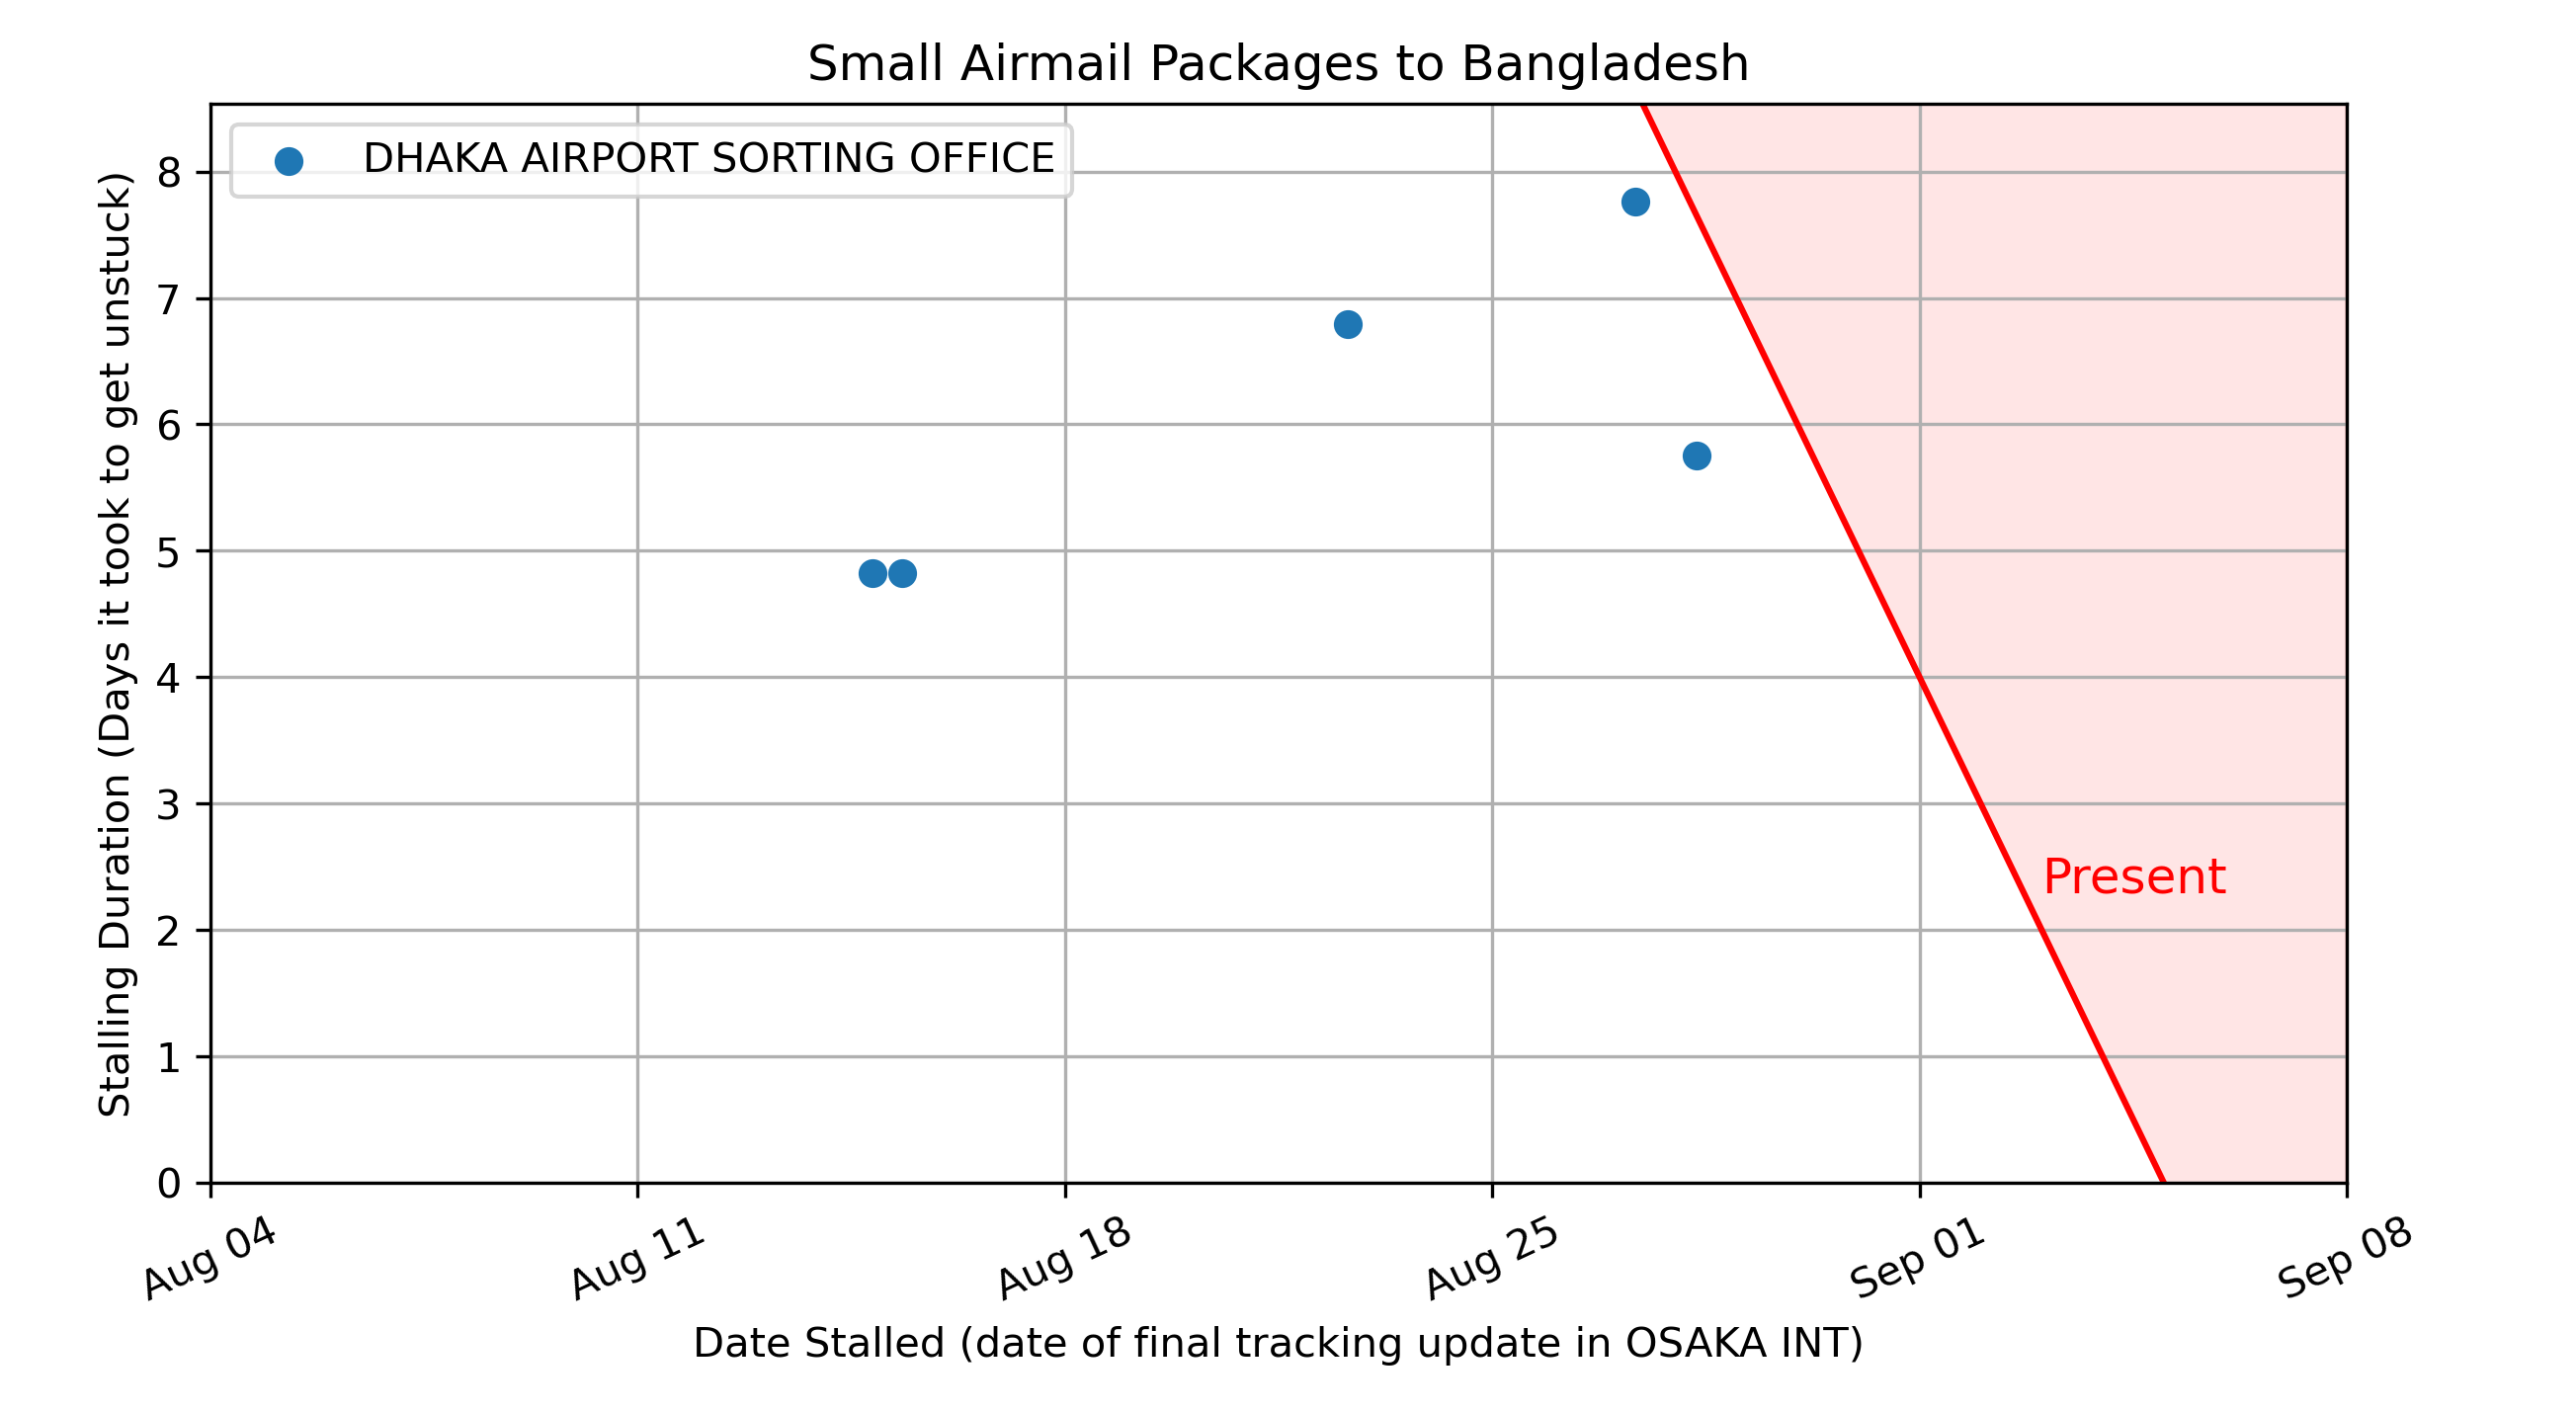 Small Airmail Packages to Bangladesh
DHAKA AIRPORT SORTING OFFICE
Stalling Duration (Days it took to get unstuck)
8
7
6
5
4
3
2
1
0
Present
Aug 04
Aug 11
Aug 18
Aug 25
Sep 01
Sep 08
Date Stalled (date of final tracking update in OSAKA INT)